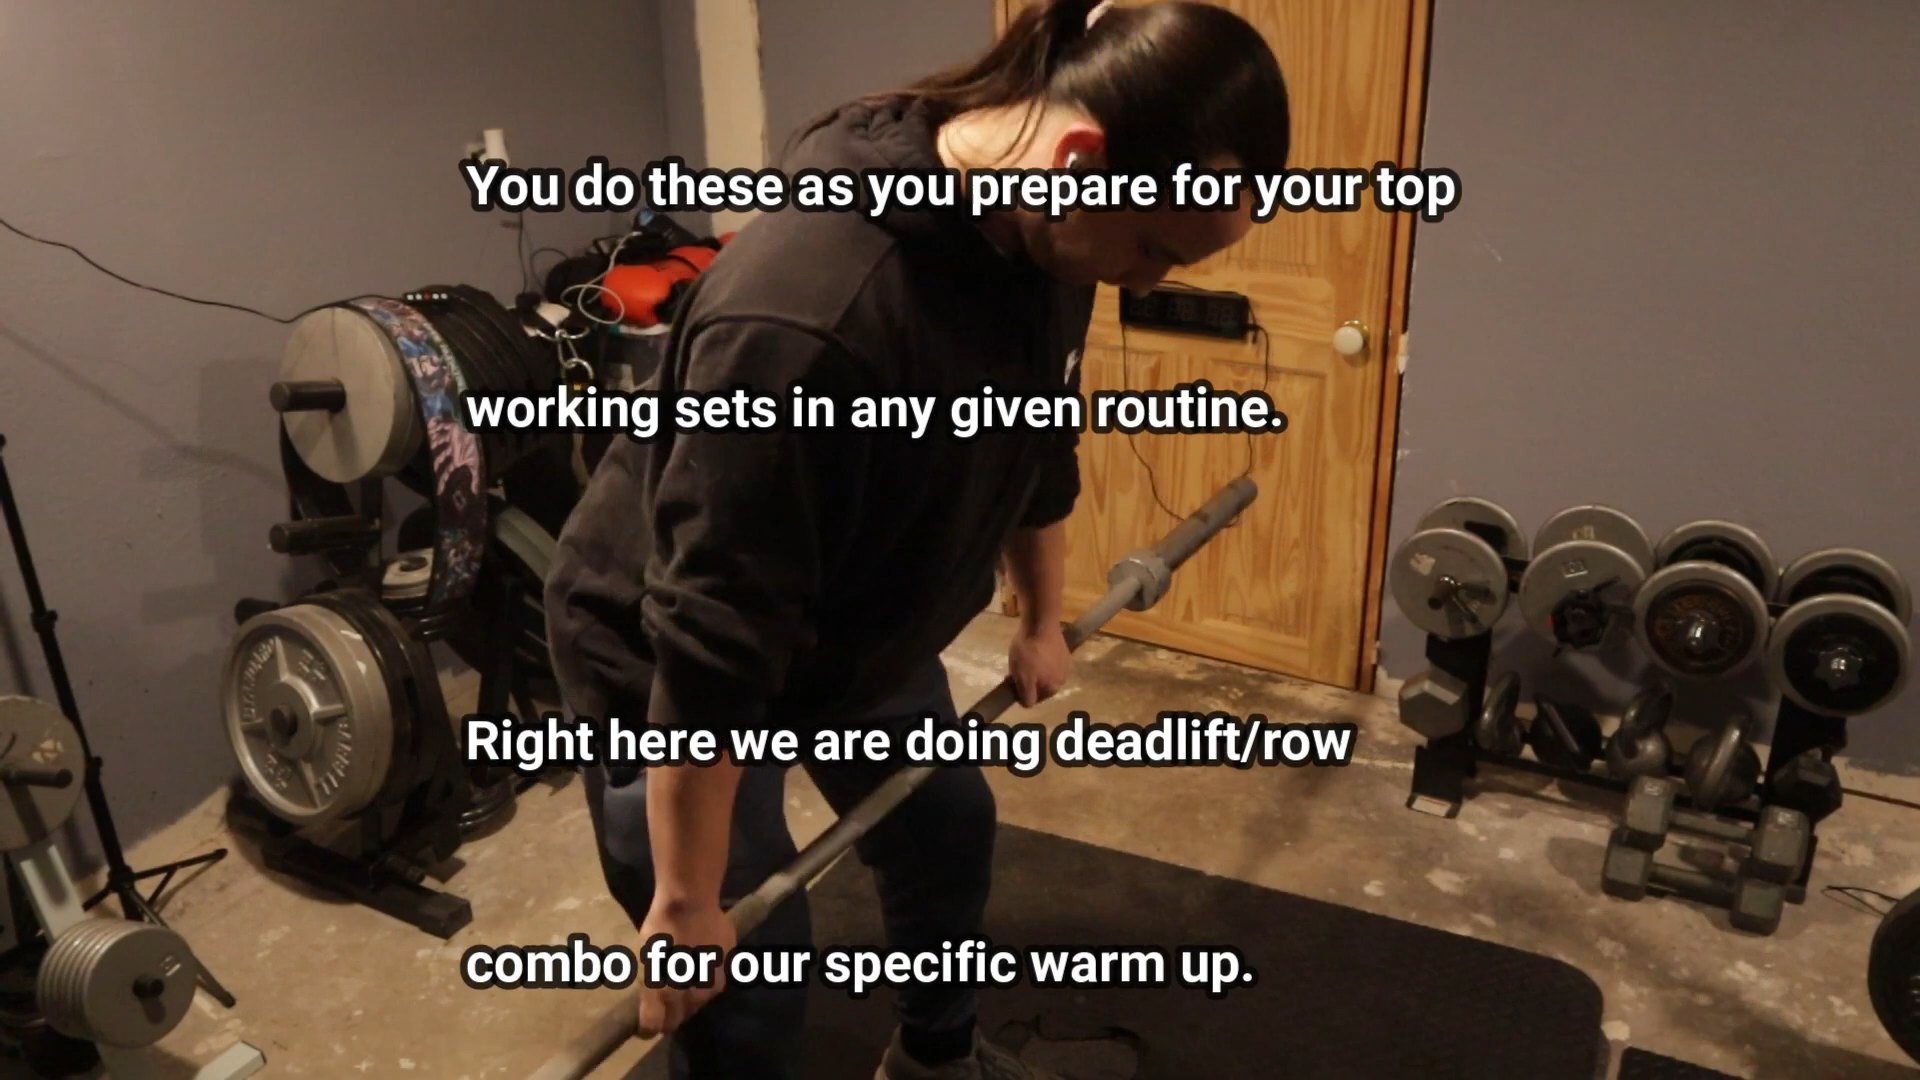 You do these as you prepare for your top
working sets in any given routine.
Right here we are doing deadlift/row
combo for our specific warm up.